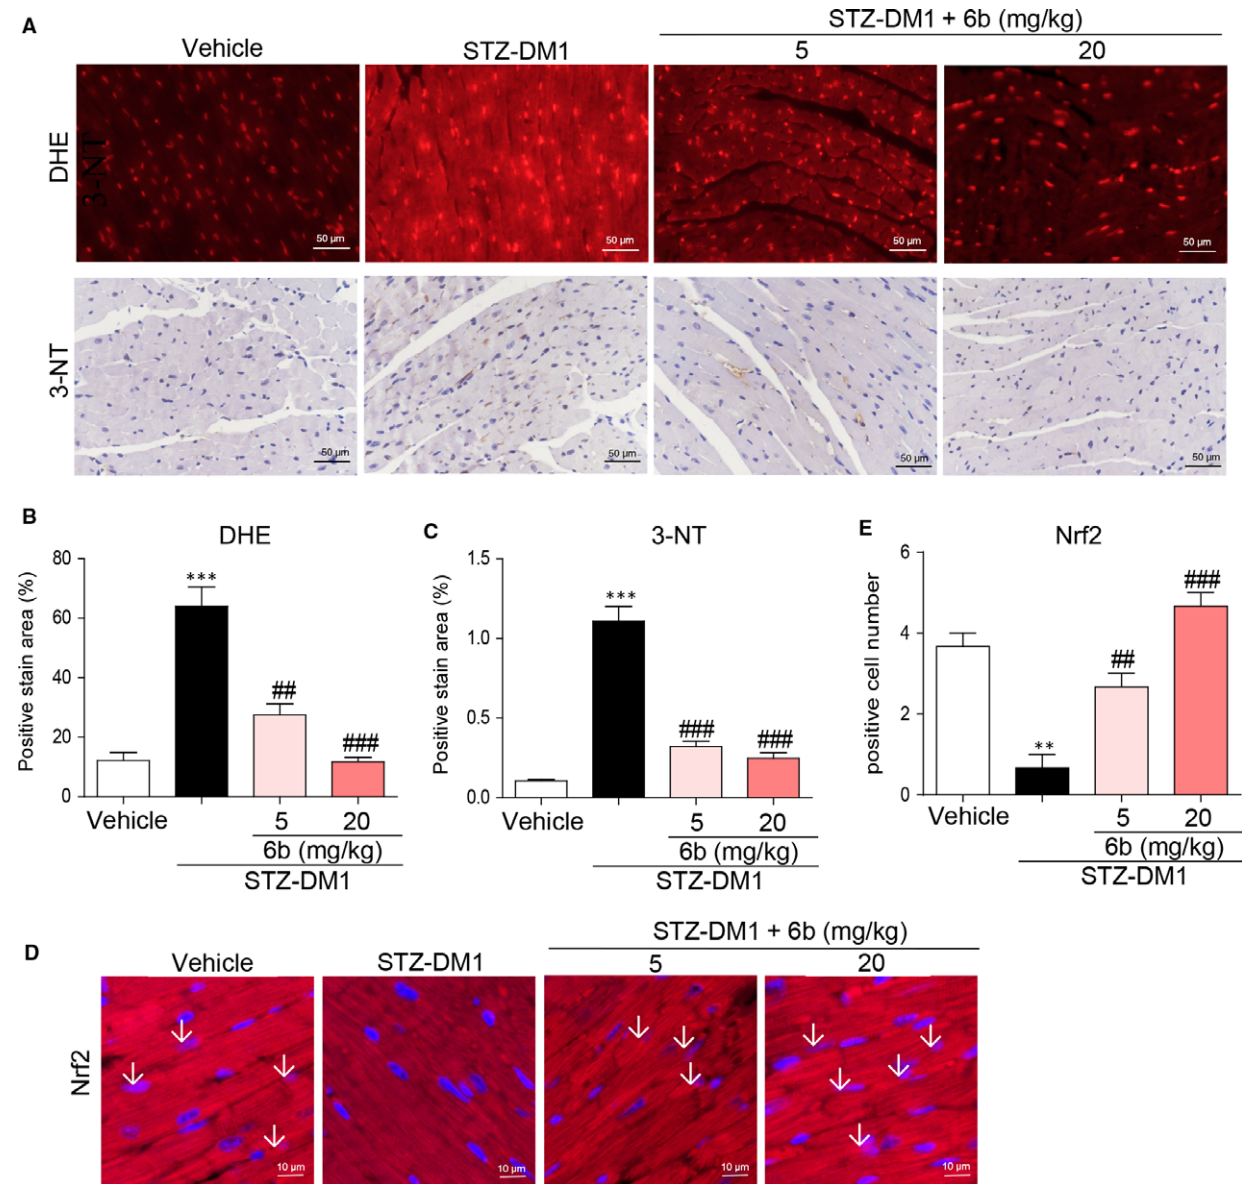 A
STZ-DM1 + 6b (mg/kg)
Vehicle
STZ-DM1
5
20
DHE
3-NT
50 µm
50 µm
50 µm
50 µm
3-NT
50 µm
50 µm
50 µm
50 µm
B
DHE
Positive stain area (%)
80
60
40
20
0
***
##
###
Vehicle
5
20
6b (mg/kg)
STZ-DM1
C
3-NT
Positive stain area (%)
1.5
1.0
0.5
0.0
***
###
###
Vehicle
5
20
6b (mg/kg)
STZ-DM1
E
Nrf2
positive cell number
6
4
2
0
**
##
###
Vehicle
5
20
6b (mg/kg)
STZ-DM1
D
STZ-DM1 + 6b (mg/kg)
Vehicle
STZ-DM1
5
20
Nrf2
10 µm
10 µm
10 µm
10 µm